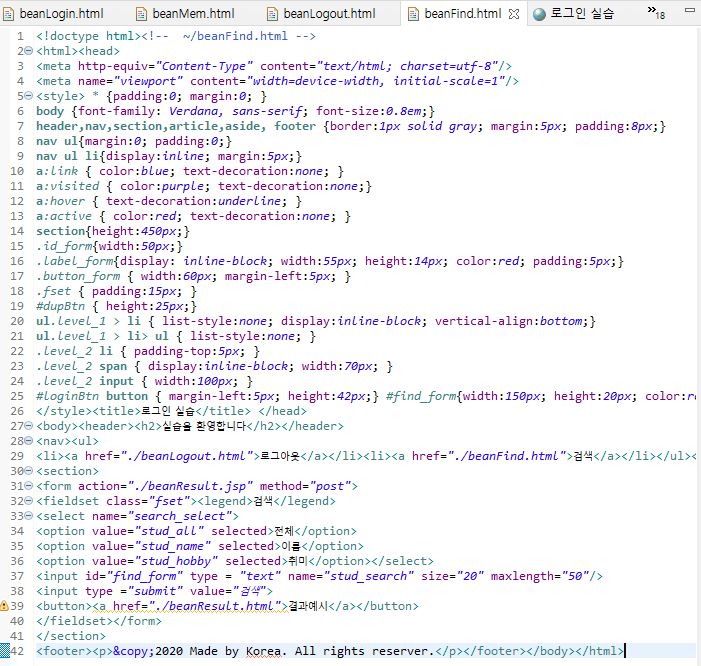 beanLogin.html beanMem.html beanLogout.html beanFind.html 로그인 실습 »18
1 <!doctype html><!--  ~/beanFind.html -->
2 <html><head>
3 <meta http-equiv="Content-Type" content="text/html; charset=utf-8"/>
4 <meta name="viewport" content="width=device-width, initial-scale=1"/>
5 <style> * {padding:0; margin:0; }
6 body {font-family: Verdana, sans-serif; font-size:0.8em;}
7 header,nav,section,article,aside, footer {border:1px solid gray; margin:5px; padding:8px;}
8 nav ul{margin:0; padding:0;}
9 nav ul li{display:inline; margin:5px;}
10 a:link { color:blue; text-decoration:none; }
11 a:visited { color:purple; text-decoration:none;}
12 a:hover { text-decoration:underline; }
13 a:active { color:red; text-decoration:none; }
14 section{height:450px;}
15 .id_form{width:50px;}
16 .label_form{display: inline-block; width:55px; height:14px; color:red; padding:5px;}
17 .button_form { width:60px; margin-left:5px; }
18 .fset { padding:15px; }
19 #dupBtn { height:25px;}
20 ul.level_1 > li { list-style:none; display:inline-block; vertical-align:bottom;}
21 ul.level_1 > li> ul { list-style:none; }
22 .level_2 li { padding-top:5px; }
23 .level_2 span { display:inline-block; width:70px; }
24 .level_2 input { width:100px; }
25 #loginBtn button { margin-left:5px; height:42px;} #find_form{width:150px; height:20px; color:re
26 </style><title>로그인 실습</title> </head>
27 <body><header><h2>실습을 환영합니다</h2></header>
28 <nav><ul>
29 <li><a href="./beanLogout.html">로그아웃</a></li><li><a href="./beanFind.html">검색</a></li></ul><
30 <section>
31 <form action="./beanResult.jsp" method="post">
32 <fieldset class="fset"><legend>검색</legend>
33 <select name="search_select">
34 <option value="stud_all" selected>전체</option>
35 <option value="stud_name" selected>이름</option>
36 <option value="stud_hobby" selected>취미</option></select>
37 <input id="find_form" type = "text" name="stud_search" size="20" maxlength="50"/>
38 <input type ="submit" value="검색">
39 <button><a href="./beanResult.html">결과예시</a></button>
40 </fieldset></form>
41 </section>
42 <footer><p>&copy;2020 Made by Korea. All rights reserver.</p></footer></body></html>